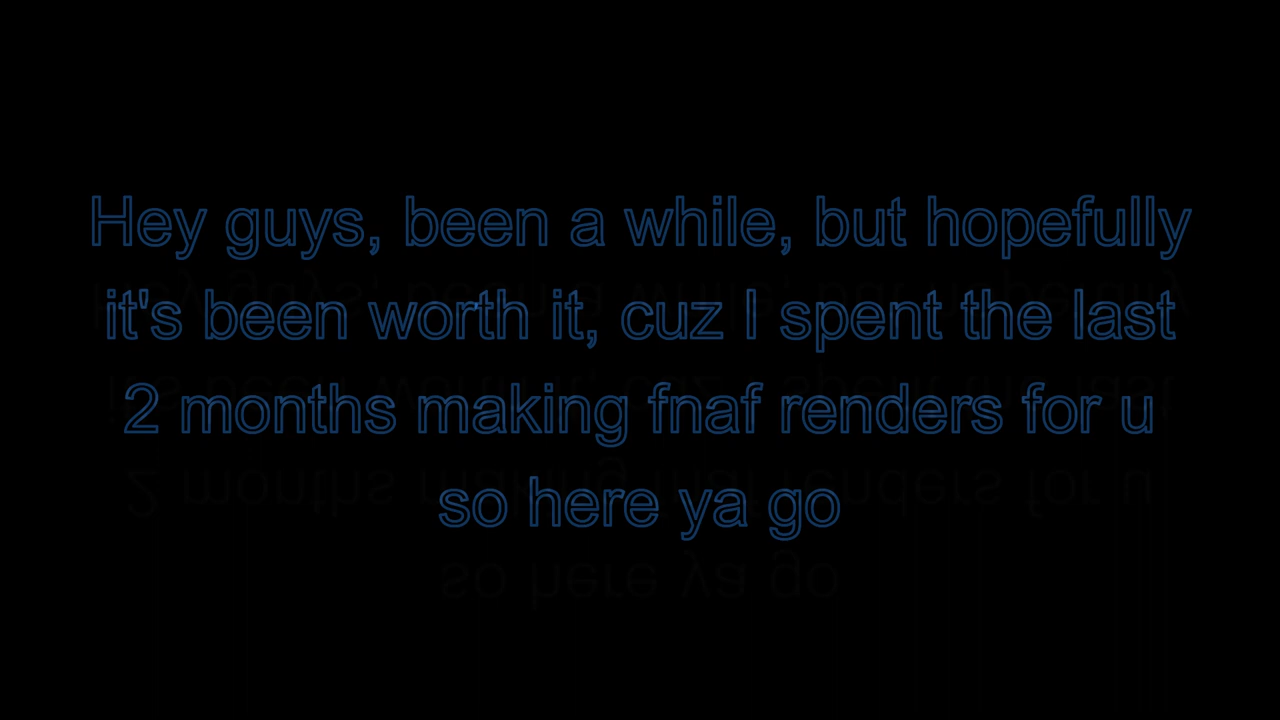 Hey guys, been a while, but hopefully
it's been worth it, cuz I spent the last
2 months making fnaf renders for u
so here ya go